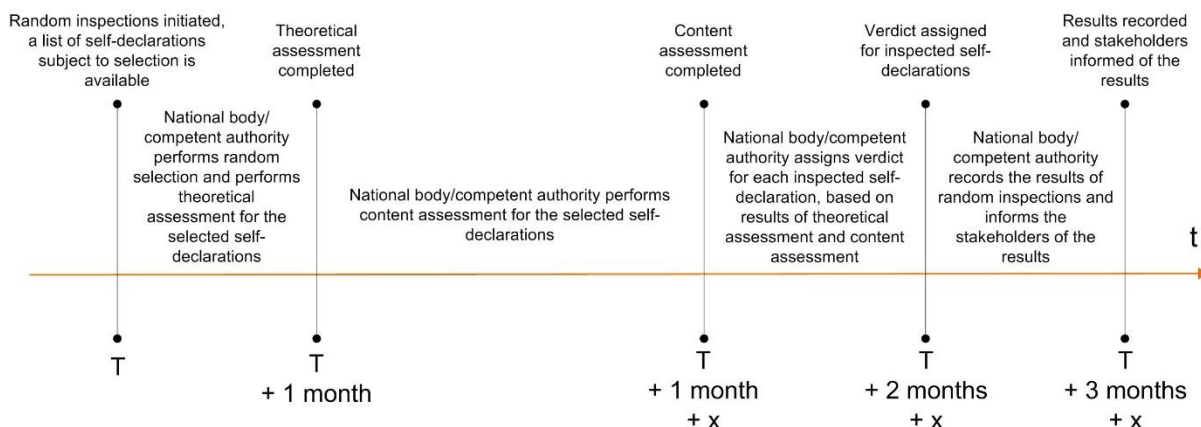 Random inspections initiated,
a list of self-declarations
subject to selection is
available
Theoretical
assessment
completed
Content
assessment
completed
Verdict assigned
for inspected self-
declarations
Results recorded
and stakeholders
informed of the
results
National body/
competent authority
performs random
selection and performs
theoretical
assessment for the
selected self-
declarations
National body/competent authority performs
content assessment for the selected self-
declarations
National body/competent
authority assigns verdict
for each inspected self-
declaration, based on
results of theoretical
assessment and content
assessment
National body/
competent authority
records the results of
random inspections and
informs the
stakeholders of the
results
t
T
T
+ 1 month
T
+ 1 month
+ x
T
+ 2 months
+ x
T
+ 3 months
+ x